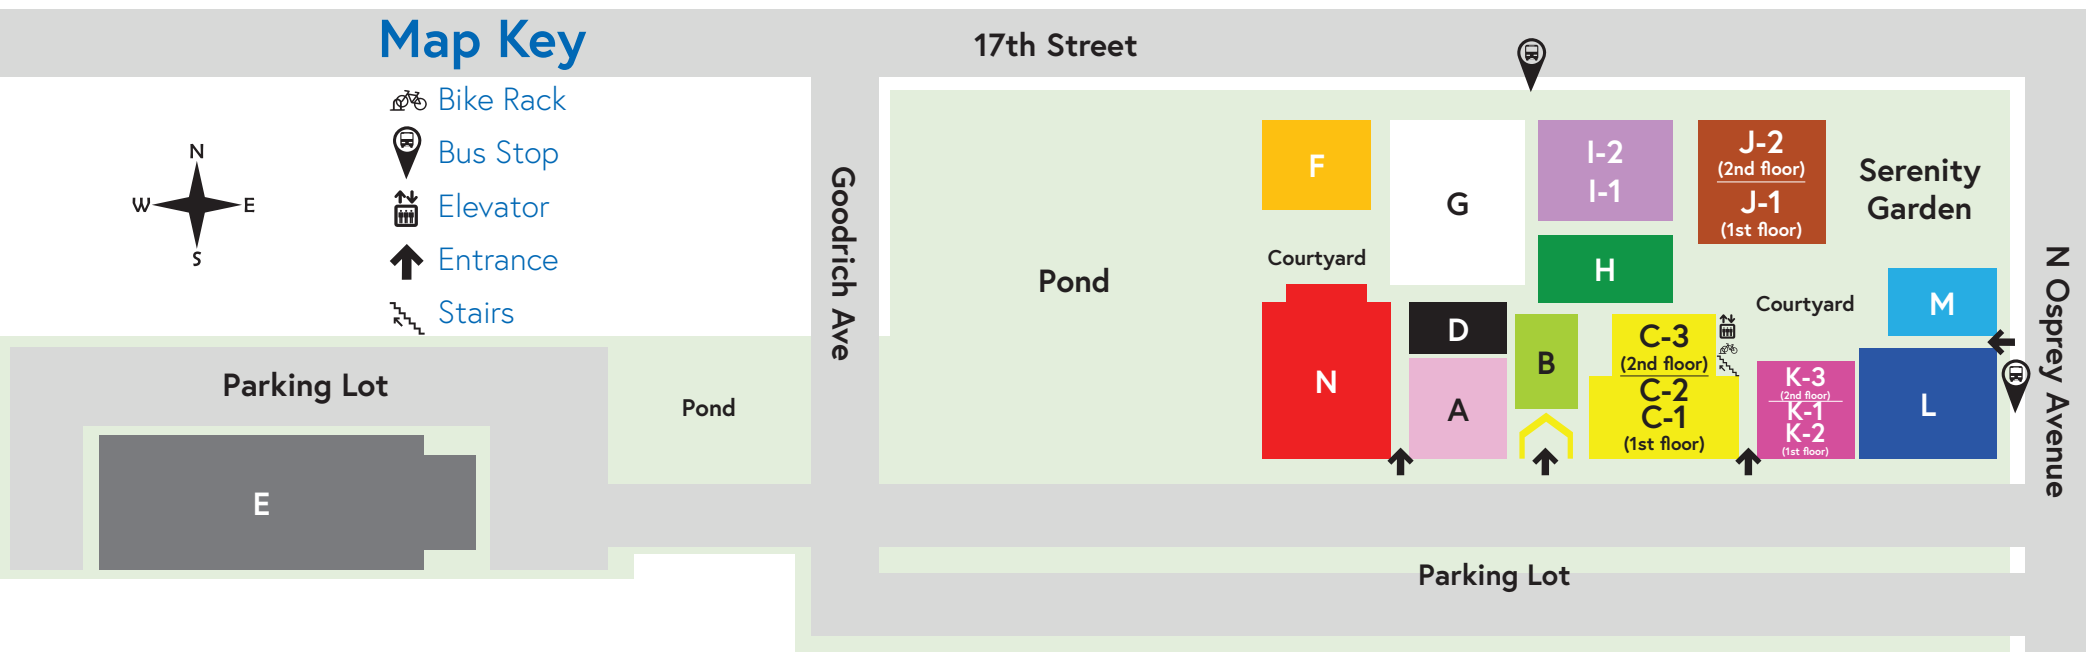 Map Key
Bike Rack
Bus Stop
Elevator
Entrance
Stairs
N
W
E
S
17th Street
Goodrich Ave
N Osprey Avenue
Parking Lot
E
Pond
Pond
F
G
I-2
I-1
J-2
(2nd floor)
J-1
(1st floor)
Serenity
Garden
Courtyard
H
Courtyard
M
N
D
A
B
C-3
(2nd floor)
C-2
C-1
(1st floor)
K-3
(2nd floor)
K-1
K-2
(1st floor)
L
Parking Lot